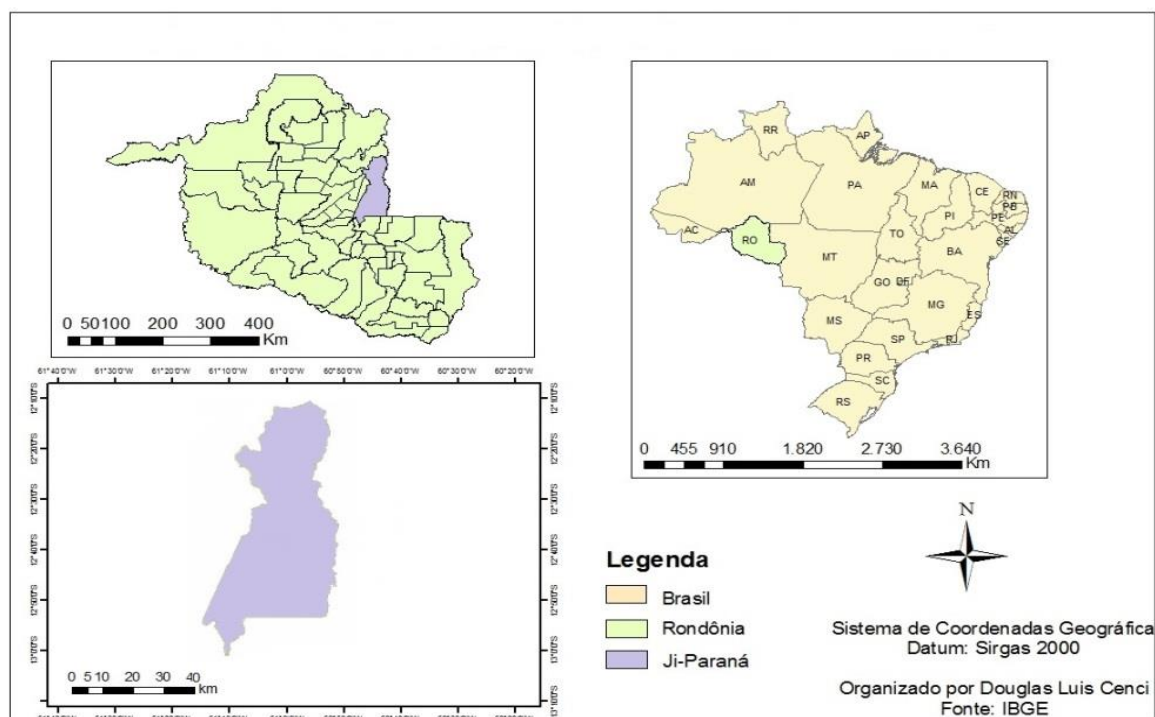 0 50 100 200 300 400
Km
RR
AP
AM
PA
MA
CE
RN
PB
PE
AL
SE
PI
AC
RO
TO
BA
MT
GO
DF
MG
ES
MS
SP
RJ
PR
SC
RS
0 455 910 1.820 2.730 3.640
Km
61°40'0"W 61°30'0"W 61°20'0"W 61°10'0"W 61°0'0"W 60°50'0"W 60°40'0"W 60°30'0"W 60°20'0"W
12°10'0"S
12°20'0"S
12°30'0"S
12°40'0"S
12°50'0"S
13°0'0"S
13°10'0"S
0 5 10 20 30 40
km
N
Legenda
Brasil
Rondônia
Ji-Paraná
Sistema de Coordenadas Geográfica
Datum: Sirgas 2000
Organizado por Douglas Luis Cenci
Fonte: IBGE